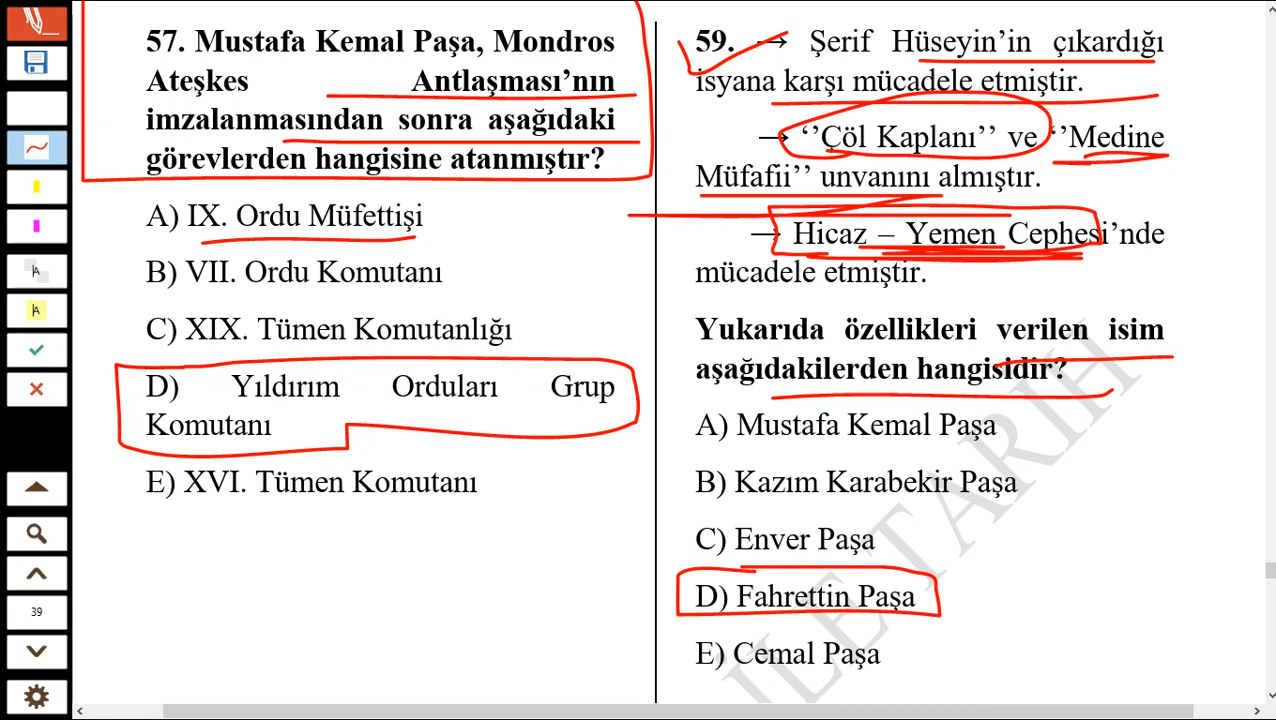 57. Mustafa Kemal Paşa, Mondros
Ateşkes Antlaşması’nın
imzalanmasından sonra aşağıdaki
görevlerden hangisine atanmıştır?
A) IX. Ordu Müfettişi
B) VII. Ordu Komutanı
C) XIX. Tümen Komutanlığı
D) Yıldırım Orduları Grup
Komutanı
E) XVI. Tümen Komutanı
59. → Şerif Hüseyin’in çıkardığı
isyana karşı mücadele etmiştir.
→ ‘’Çöl Kaplanı’’ ve ‘’Medine
Müfafii’’ unvanını almıştır.
→ Hicaz – Yemen Cephesi’nde
mücadele etmiştir.
Yukarıda özellikleri verilen isim
aşağıdakilerden hangisidir?
A) Mustafa Kemal Paşa
B) Kazım Karabekir Paşa
C) Enver Paşa
D) Fahrettin Paşa
E) Cemal Paşa
İLE TARİH
39